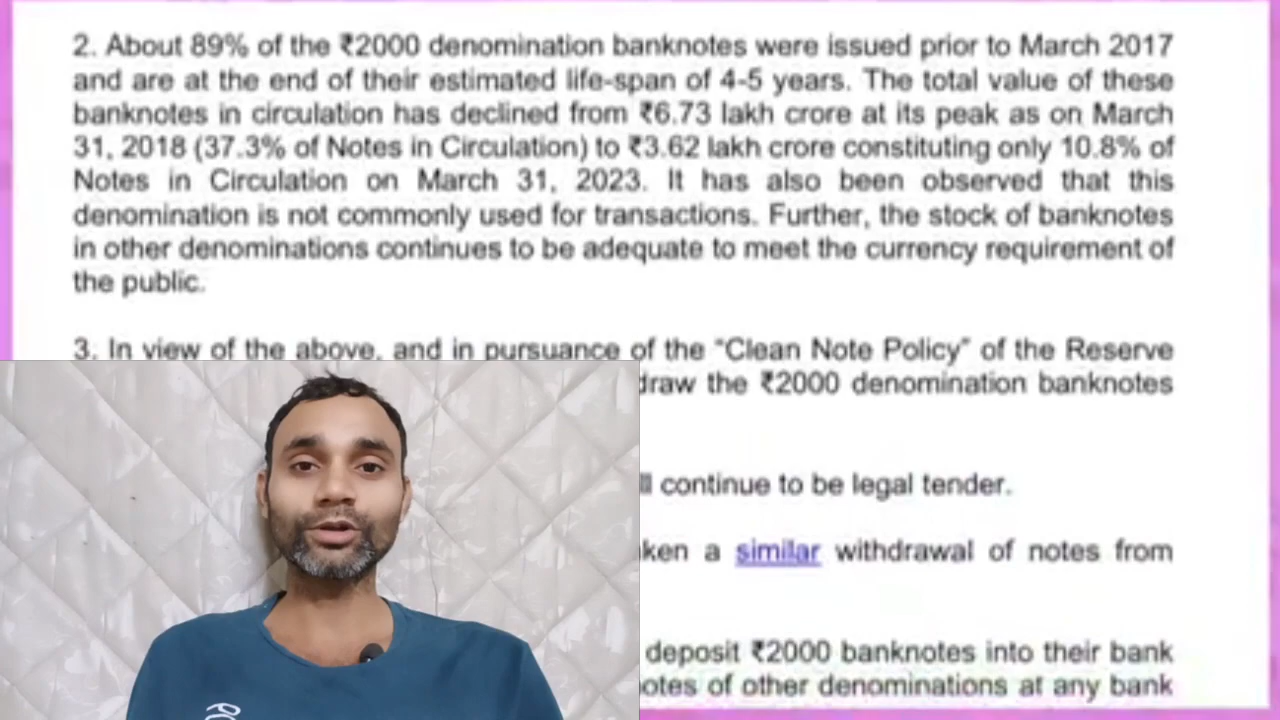 2. About 89% of the ₹2000 denomination banknotes were issued prior to March 2017
and are at the end of their estimated life-span of 4-5 years. The total value of these
banknotes in circulation has declined from ₹6.73 lakh crore at its peak as on March
31, 2018 (37.3% of Notes in Circulation) to ₹3.62 lakh crore constituting only 10.8% of
Notes in Circulation on March 31, 2023. It has also been observed that this
denomination is not commonly used for transactions. Further, the stock of banknotes
in other denominations continues to be adequate to meet the currency requirement of
the public.
3. In view of the above, and in pursuance of the “Clean Note Policy” of the Reserve
draw the ₹2000 denomination banknotes
continue to be legal tender.
ken a similar withdrawal of notes from
deposit ₹2000 banknotes into their bank
otes of other denominations at any bank